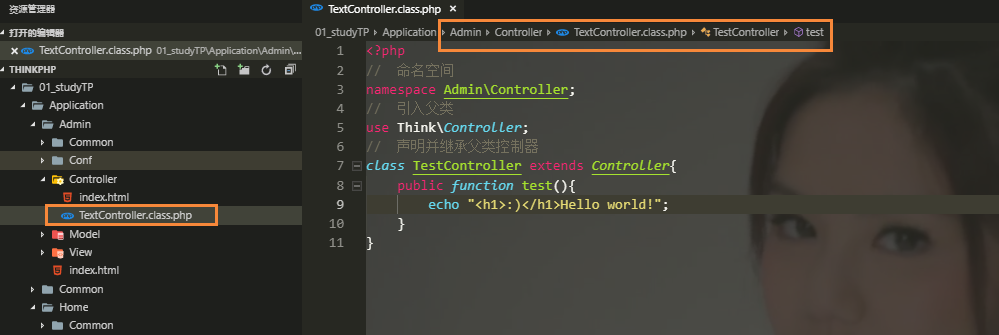 资源管理器
打开的编辑器
TextController.class.php 01_studyTP\Application\Admin\...
THINKPHP
01_studyTP
Application
Admin
Common
Conf
Controller
index.html
TextController.class.php
Model
View
index.html
Common
Home
Common
TextController.class.php
01_studyTP Application Admin Controller TextController.class.php TestController test
1 <?php
2 // 命名空间
3 namespace Admin\Controller;
4 // 引入父类
5 use Think\Controller;
6 // 声明并继承父类控制器
7 class TestController extends Controller{
8 public function test(){
9 echo "<h1>:)</h1>Hello world!";
10 }
11 }